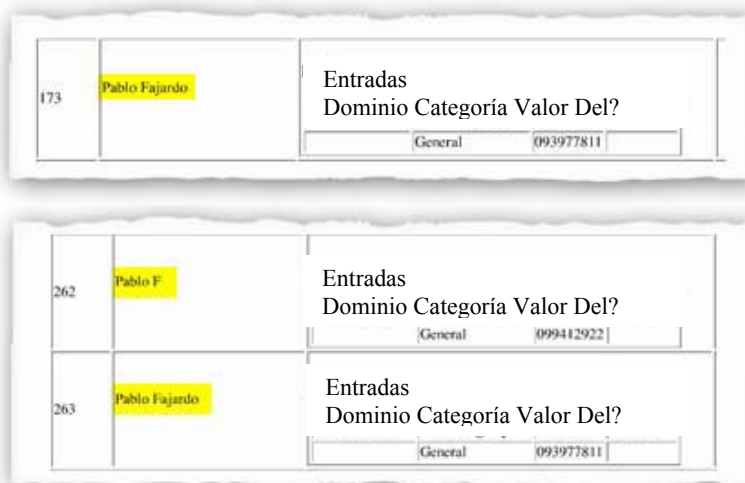 173
Pablo Fajardo
Entradas
Dominio Categoría Valor Del?
General 093977811
262
Pablo F
Entradas
Dominio Categoría Valor Del?
General 099412922
263
Pablo Fajardo
Entradas
Dominio Categoría Valor Del?
General 093977811